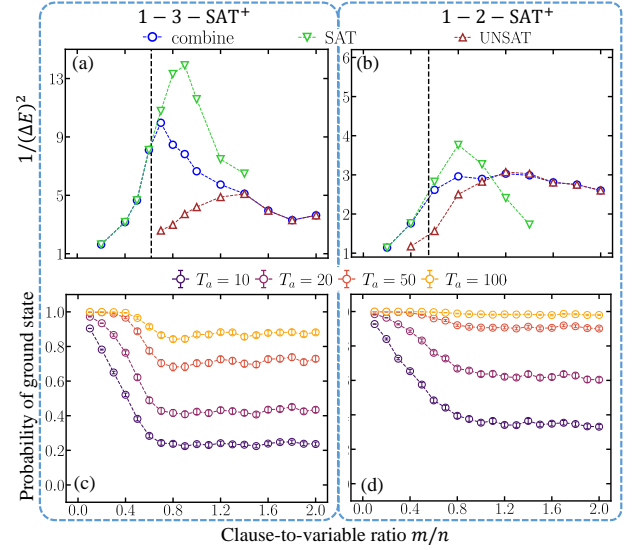 1 − 3 − SAT⁺
1 − 2 − SAT⁺
combine
SAT
UNSAT
(a)
(b)
1/(ΔE)²
13
9
5
1
6
5
4
3
2
1
T_a = 10
T_a = 20
T_a = 50
T_a = 100
Probability of ground state
1.0
0.8
0.6
0.4
0.2
0.0
(c)
(d)
0.0 0.4 0.8 1.2 1.6 2.0
0.0 0.4 0.8 1.2 1.6 2.0
Clause-to-variable ratio m/n